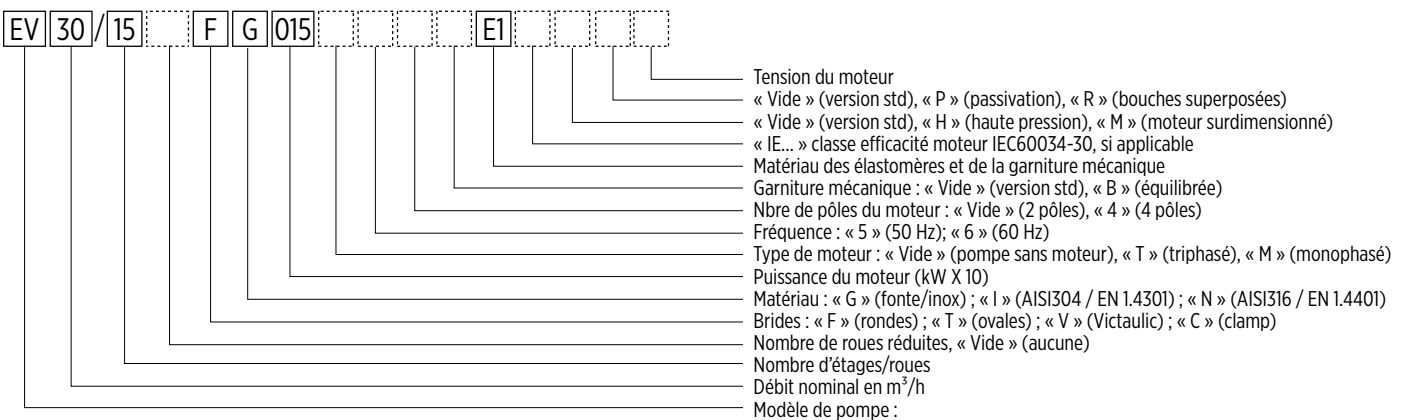 EV 30 / 15 F G 015 E1
Tension du moteur
« Vide » (version std), « P » (passivation), « R » (bouches superposées)
« Vide » (version std), « H » (haute pression), « M » (moteur surdimensionné)
« IE... » classe efficacité moteur IEC60034-30, si applicable
Matériau des élastomères et de la garniture mécanique
Garniture mécanique : « Vide » (version std), « B » (équilibrée)
Nbre de pôles du moteur : « Vide » (2 pôles), « 4 » (4 pôles)
Fréquence : « 5 » (50 Hz); « 6 » (60 Hz)
Type de moteur : « Vide » (pompe sans moteur), « T » (triphasé), « M » (monophasé)
Puissance du moteur (kW X 10)
Matériau : « G » (fonte/inox) ; « I » (AISI304 / EN 1.4301) ; « N » (AISI316 / EN 1.4401)
Brides : « F » (rondes) ; « T » (ovales) ; « V » (Victaulic) ; « C » (clamp)
Nombre de roues réduites, « Vide » (aucune)
Nombre d'étages/roues
Débit nominal en m³/h
Modèle de pompe :